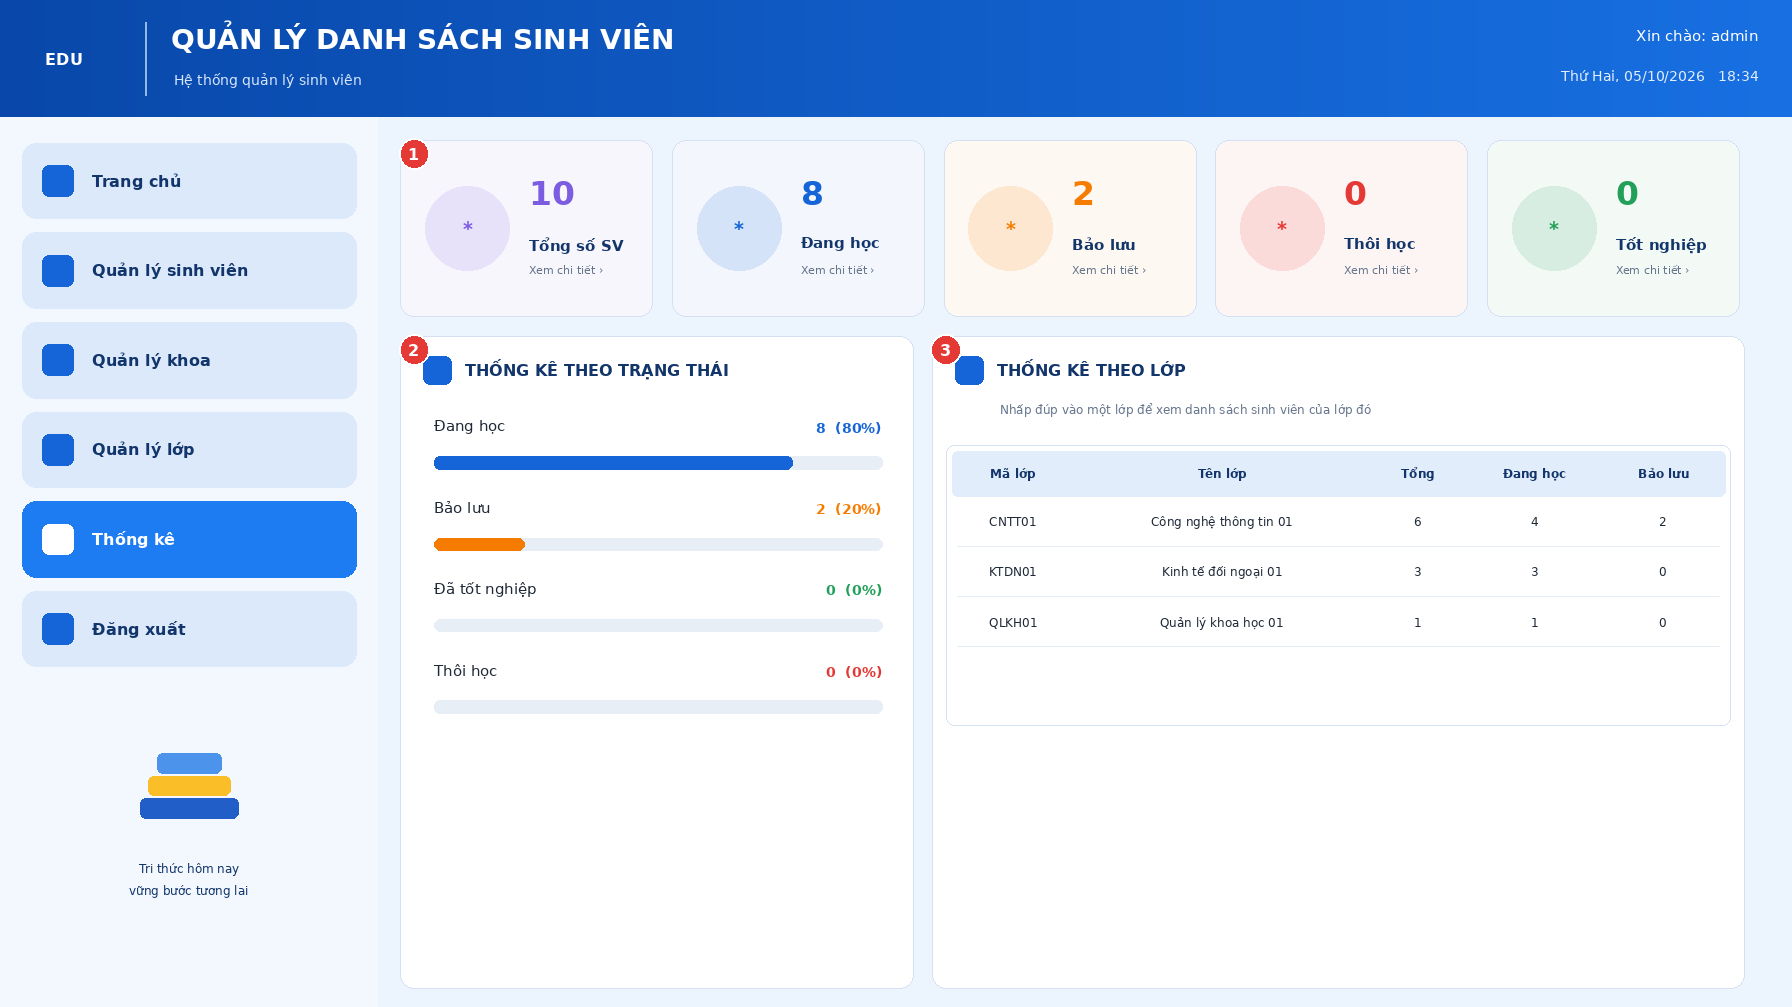 EDU
QUẢN LÝ DANH SÁCH SINH VIÊN
Hệ thống quản lý sinh viên
Xin chào: admin
Thứ Hai, 05/10/2026 18:34
Trang chủ
Quản lý sinh viên
Quản lý khoa
Quản lý lớp
Thống kê
Đăng xuất
Tri thức hôm nay
vững bước tương lai
1
* 10
Tổng số SV
Xem chi tiết ›
* 8
Đang học
Xem chi tiết ›
* 2
Bảo lưu
Xem chi tiết ›
* 0
Thôi học
Xem chi tiết ›
* 0
Tốt nghiệp
Xem chi tiết ›
2
THỐNG KÊ THEO TRẠNG THÁI
Đang học 8 (80%)
Bảo lưu 2 (20%)
Đã tốt nghiệp 0 (0%)
Thôi học 0 (0%)
3
THỐNG KÊ THEO LỚP
Nhấp đúp vào một lớp để xem danh sách sinh viên của lớp đó
Mã lớp Tên lớp Tổng Đang học Bảo lưu
CNTT01 Công nghệ thông tin 01 6 4 2
KTDN01 Kinh tế đối ngoại 01 3 3 0
QLKH01 Quản lý khoa học 01 1 1 0